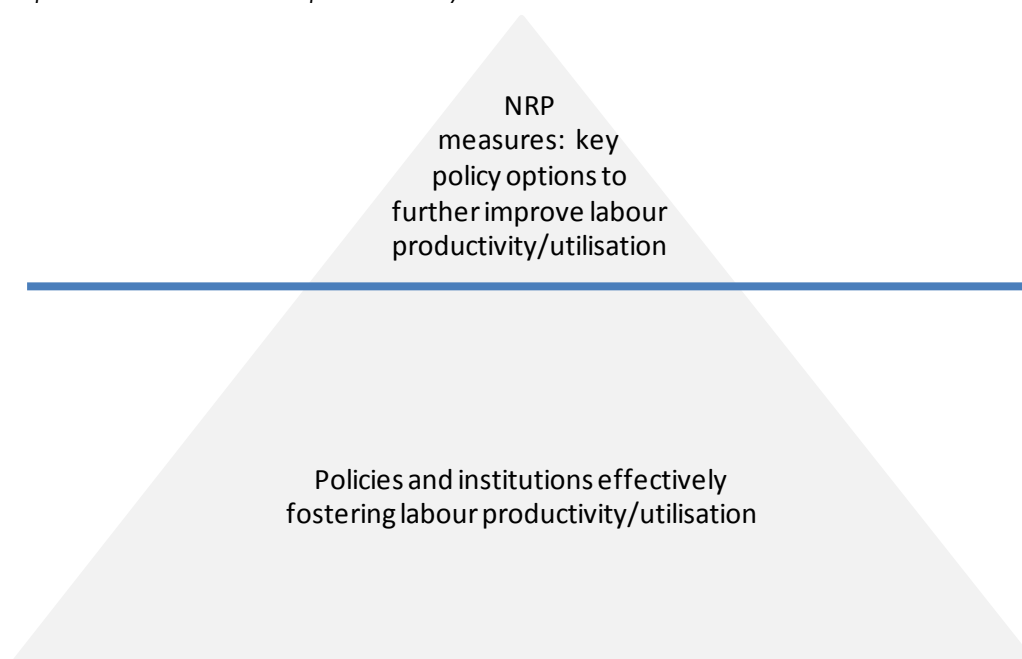 NRP
measures: key
policy options to
further improve labour
productivity/utilisation
Policies and institutions effectively
fostering labour productivity/utilisation